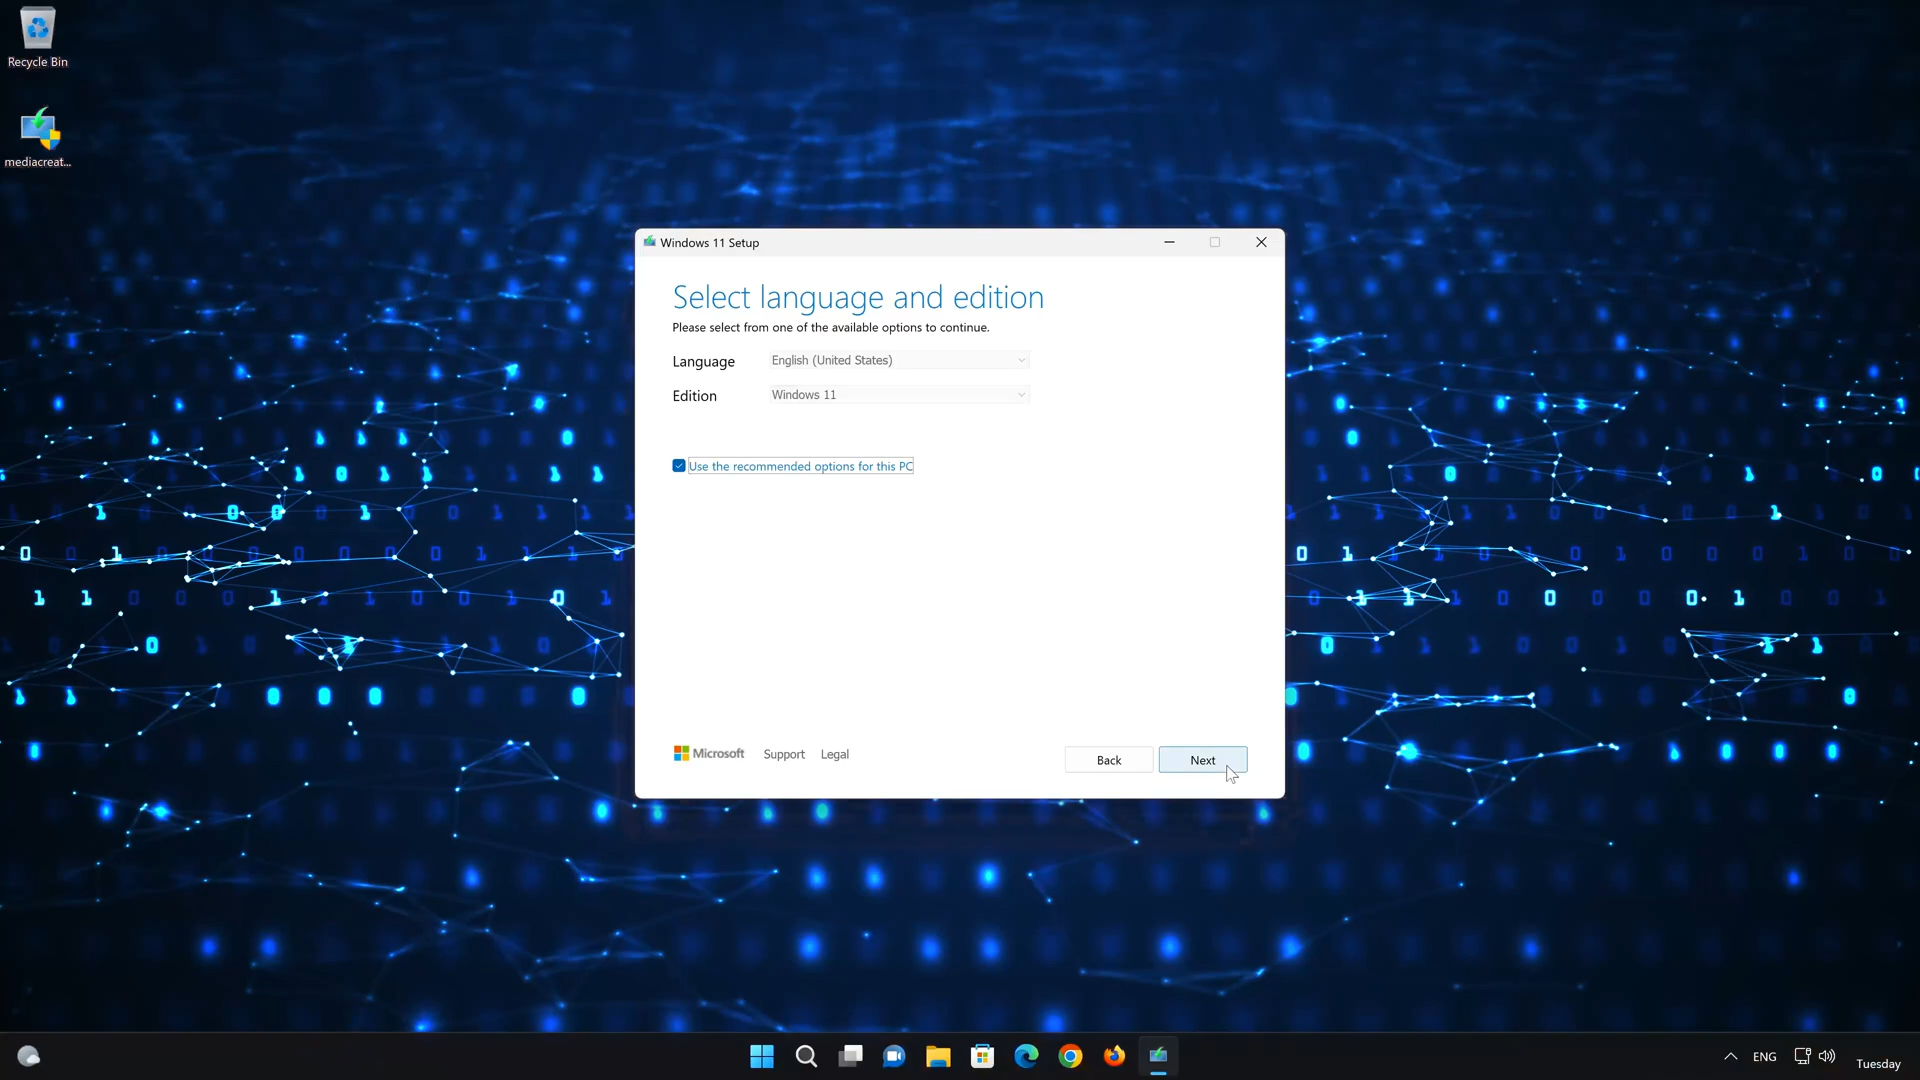 Recycle Bin
mediacreat...
Windows 11 Setup
Select language and edition
Please select from one of the available options to continue.
Language English (United States)
Edition Windows 11
Use the recommended options for this PC
Microsoft Support Legal
Back Next
ENG
Tuesday